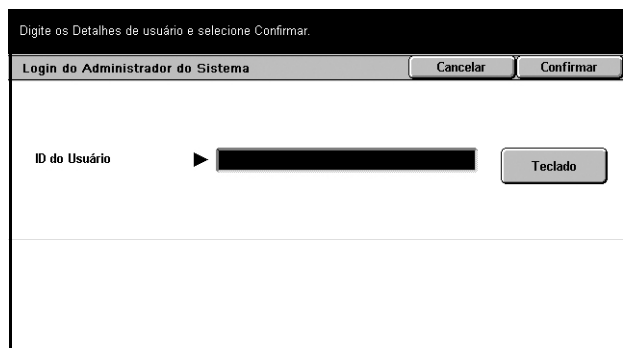 Digite os Detalhes de usuário e selecione Confirmar.
Login do Administrador do Sistema Cancelar Confirmar
ID do Usuário Teclado